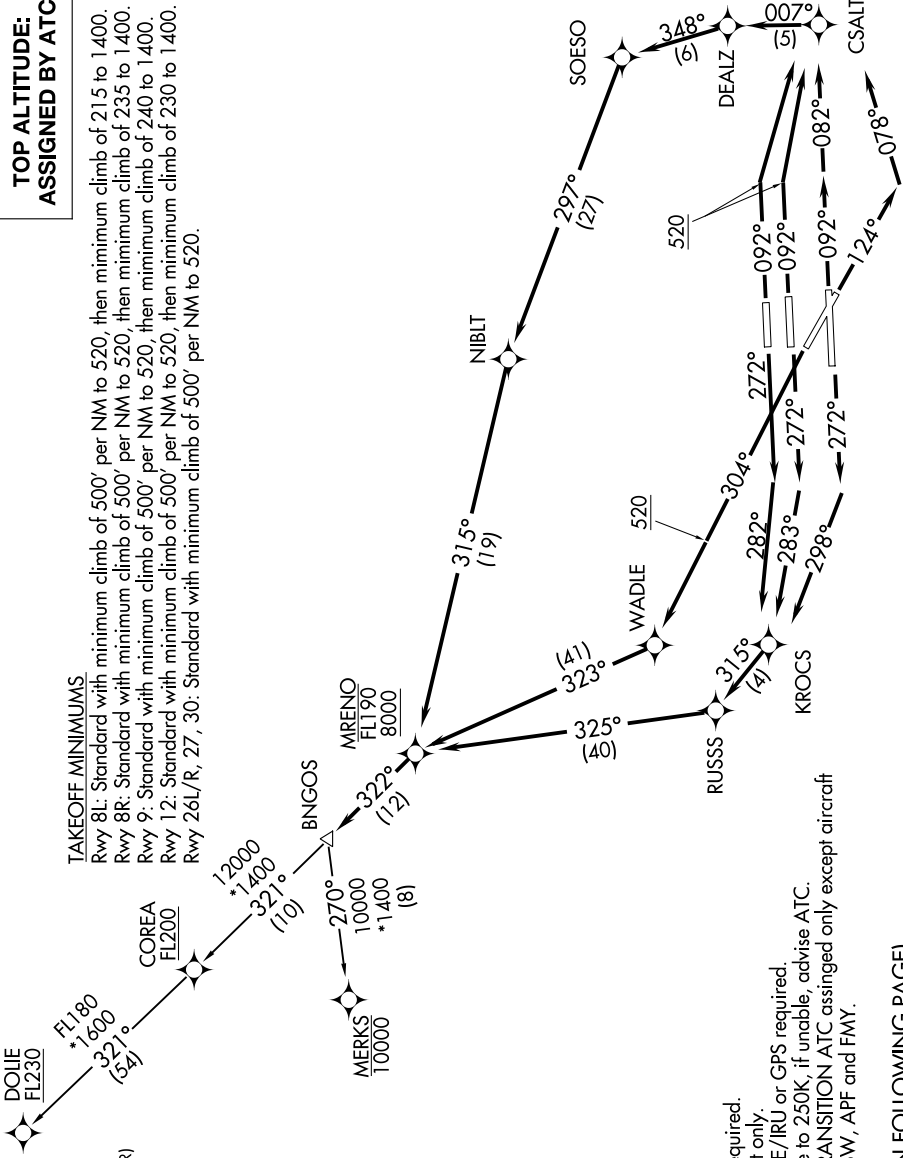 TOP ALTITUDE:
ASSIGNED BY ATC
TAKEOFF MINIMUMS
Rwy 8L: Standard with minimum climb of 500' per NM to 520, then mimimum climb of 215 to 1400.
Rwy 8R: Standard with minimum climb of 500' per NM to 520, then mimimum climb of 235 to 1400.
Rwy 9: Standard with minimum climb of 500' per NM to 520, then mimimum climb of 240 to 1400.
Rwy 12: Standard with minimum climb of 500' per NM to 520, then minimum climb of 230 to 1400.
Rwy 26L/R, 27, 30: Standard with minimum climb of 500' per NM to 520.
DOLIE
FL230
FL180
*1600
321°
(54)
COREA
FL200
12000
*1400
321°
(10)
BNGOS
270°
10000
*1400
(8)
MERKS
10000
322°
(12)
MRENO
FL190
8000
315°
(19)
NIBLT
297°
(27)
SOESO
348°
(6)
DEALZ
007°
(5)
CSALT
323°
(41)
WADLE
325°
(40)
RUSSS
315°
(4)
KROCS
520
304°
272°
282°
272°
283°
272°
298°
520
092°
092°
092°
082°
124°
078°
R)
quired.
t only.
E/IRU or GPS required.
e to 250K, if unable, advise ATC.
RANSITION ATC assinged only except aircraft
W, APF and FMY.
N FOLLOWING PAGE)